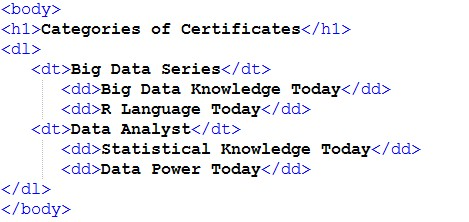 <body>
<h1>Categories of Certificates</h1>
<dl>
<dt>Big Data Series</dt>
<dd>Big Data Knowledge Today</dd>
<dd>R Language Today</dd>
<dt>Data Analyst</dt>
<dd>Statistical Knowledge Today</dd>
<dd>Data Power Today</dd>
</dl>
</body>